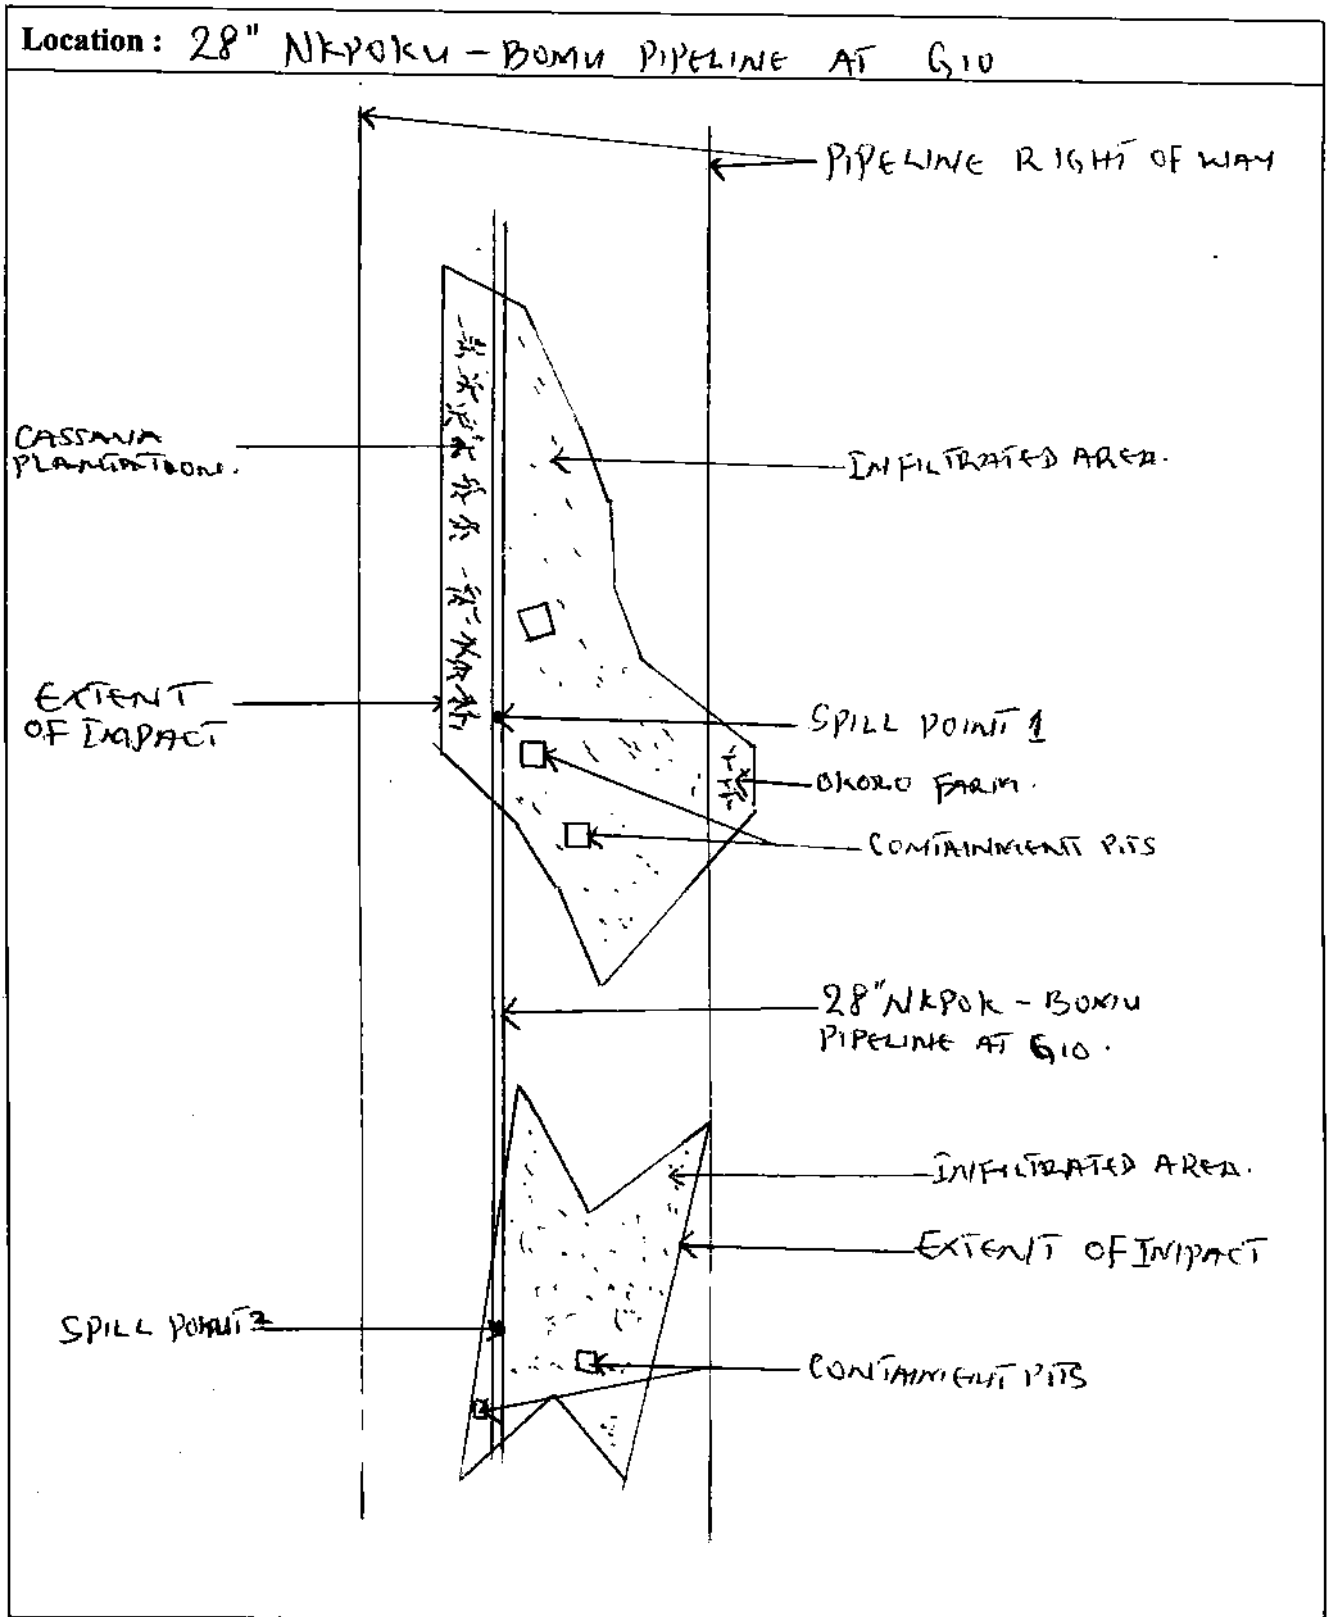 Location : 28" NKPOKU - BOMU PIPELINE AT GIO
PIPELINE RIGHT OF WAY
CASSAVA
PLANTATION.
INFILTRATED AREA.
EXTENT
OF IMPACT
SPILL POINT 1
OKORO FARM.
CONTAINMENT PITS
28" NKPOK - BOMU
PIPELINE AT GIO.
INFILTRATED AREA.
EXTENT OF IMPACT
SPILL POINT 2
CONTAINMENT PITS